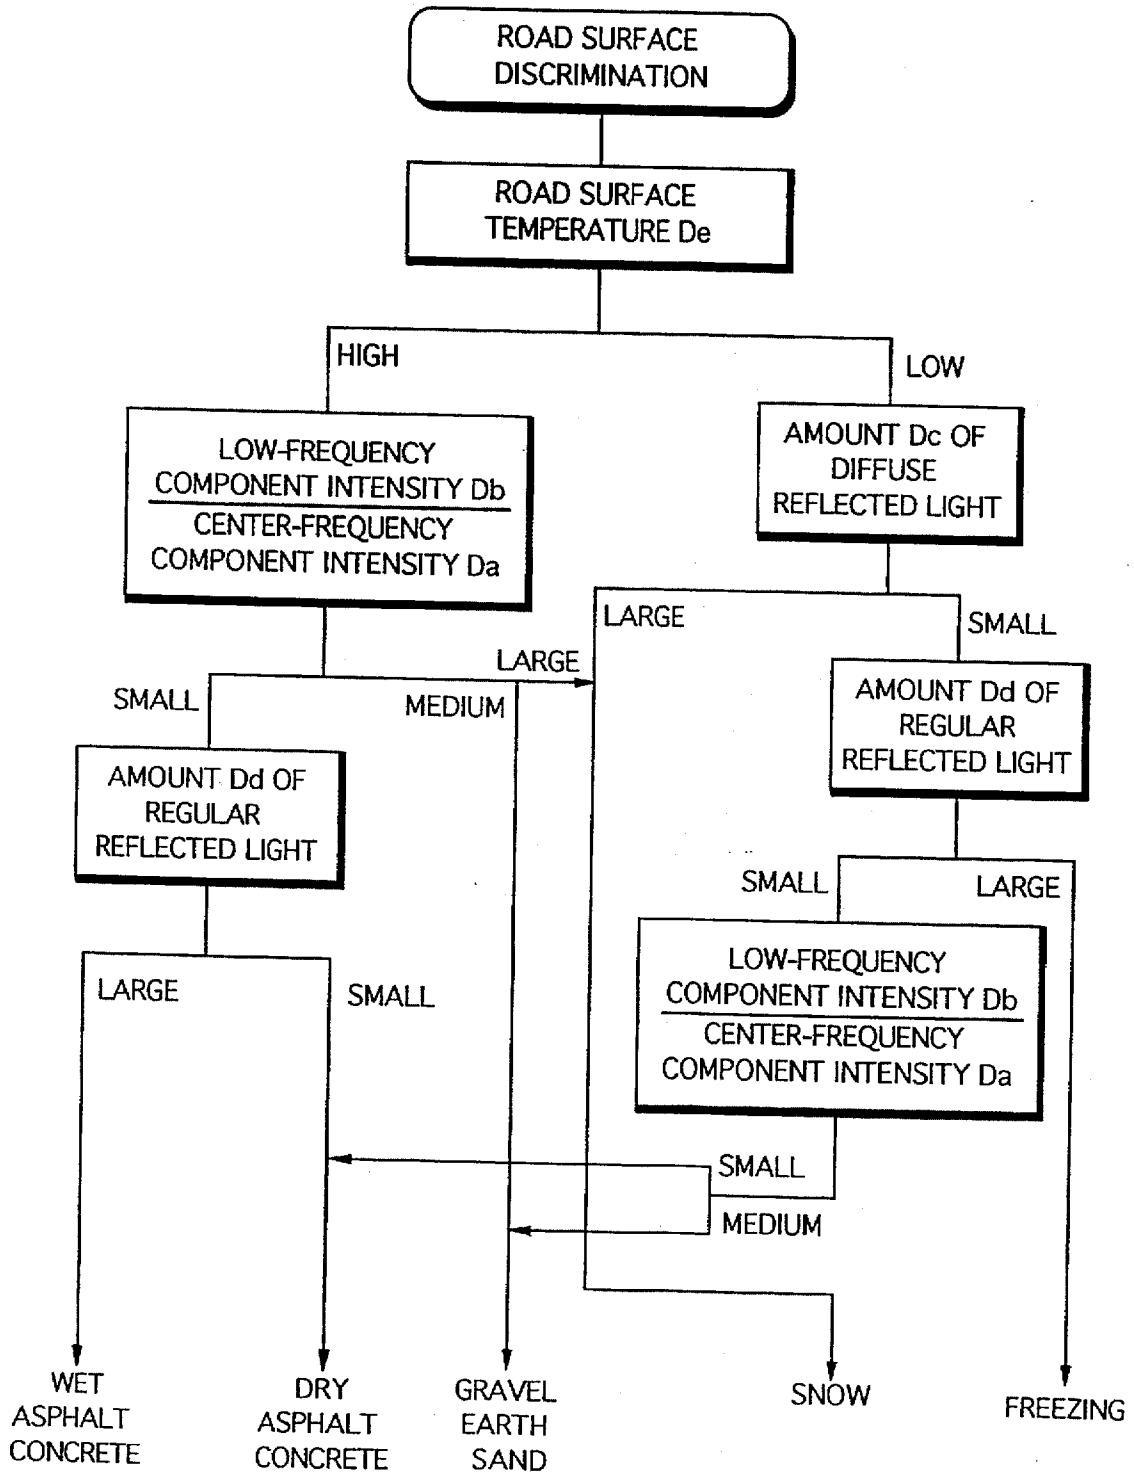 ROAD SURFACE
DISCRIMINATION
ROAD SURFACE
TEMPERATURE De
HIGH
LOW
LOW-FREQUENCY
COMPONENT INTENSITY Db
CENTER-FREQUENCY
COMPONENT INTENSITY Da
AMOUNT Dc OF
DIFFUSE
REFLECTED LIGHT
LARGE
SMALL
LARGE
SMALL
MEDIUM
AMOUNT Dd OF
REGULAR
REFLECTED LIGHT
AMOUNT Dd OF
REGULAR
REFLECTED LIGHT
SMALL
LARGE
LARGE
SMALL
LOW-FREQUENCY
COMPONENT INTENSITY Db
CENTER-FREQUENCY
COMPONENT INTENSITY Da
SMALL
MEDIUM
WET
ASPHALT
CONCRETE
DRY
ASPHALT
CONCRETE
GRAVEL
EARTH
SAND
SNOW
FREEZING